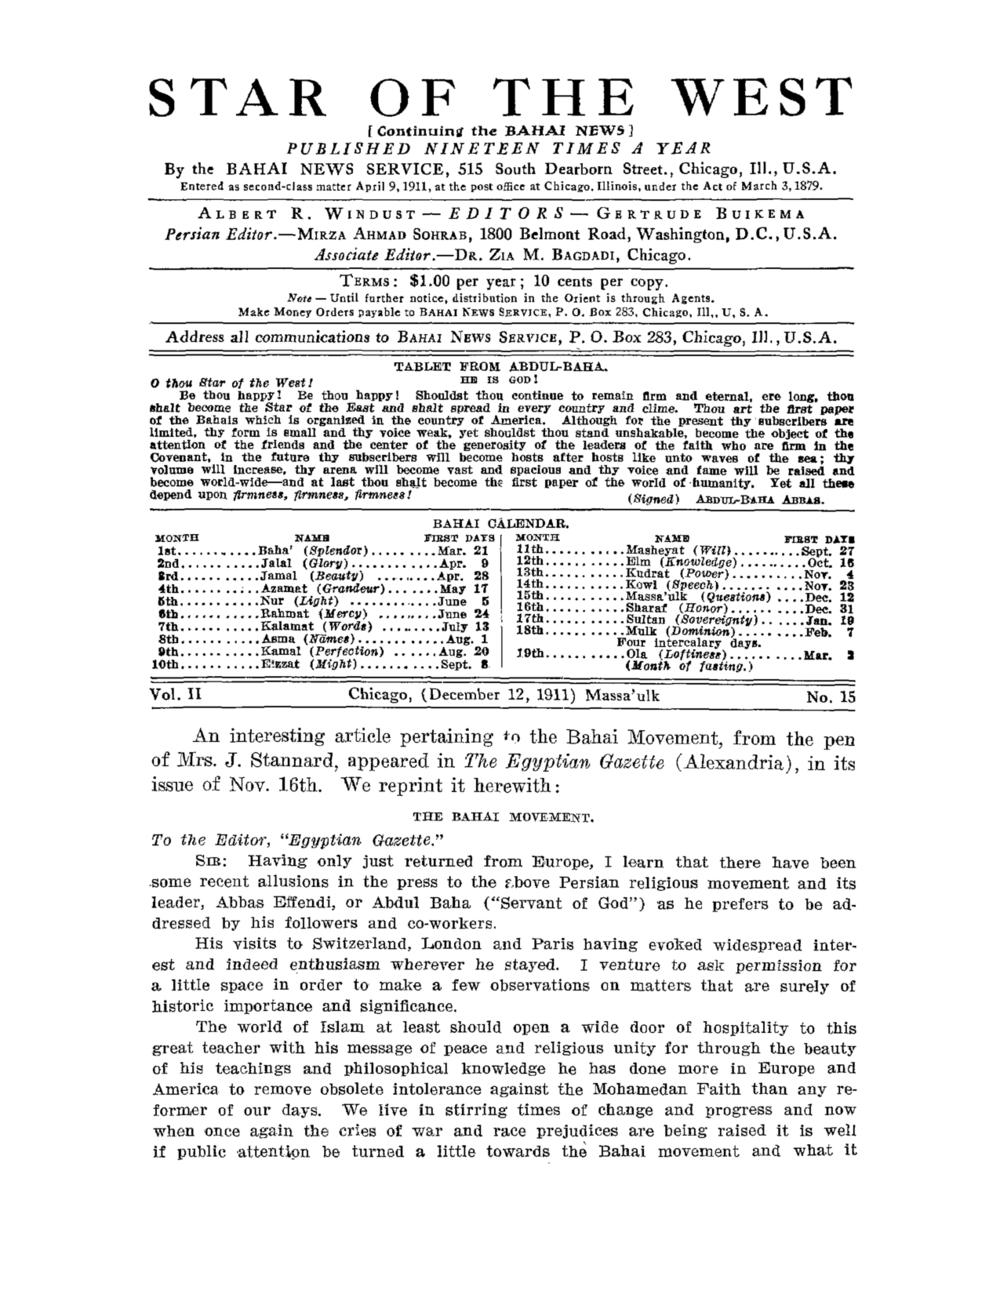 STAR OF THE WEST
[Continuing the BAHAI NEWS]
PUBLISHED NINETEEN TIMES A YEAR
By the BAHAI NEWS SERVICE, 515 South Dearborn Street., Chicago, Ill., U.S.A.
Entered as second-class matter April 9, 1911, at the post office at Chicago, Illinois, under the Act of March 3, 1879.
ALBERT R. WINDUST — EDITORS — GERTRUDE BUIKEMA
Persian Editor.—MIRZA AHMAD SOHRAB, 1800 Belmont Road, Washington, D.C., U.S.A.
Associate Editor.—DR. ZIA M. BAGDADI, Chicago.
TERMS: $1.00 per year; 10 cents per copy.
Note — Until further notice, distribution in the Orient is through Agents.
Make Money Orders payable to BAHAI NEWS SERVICE, P. O. Box 283, Chicago, Ill., U. S. A.
Address all communications to BAHAI NEWS SERVICE, P. O. Box 283, Chicago, Ill., U.S.A.
TABLET FROM ABDUL-BAHA.
HE IS GOD!
O thou Star of the West!
Be thou happy! Be thou happy! Shouldst thou continue to remain firm and eternal, ere long, thou
shalt become the Star of the East and shalt spread in every country and clime. Thou art the first paper
of the Bahais which is organized in the country of America. Although for the present thy subscribers are
limited, thy form is small and thy voice weak, yet shouldst thou stand unshakable, become the object of the
attention of the friends and the center of the generosity of the leaders of the faith who are firm in the
Covenant, in the future thy subscribers will become hosts after hosts like unto waves of the sea; thy
volume will increase, thy arena will become vast and spacious and thy voice and fame will be raised and
become world-wide—and at last thou shalt become the first paper of the world of humanity. Yet all these
depend upon firmness, firmness, firmness! (Signed) ABDUL-BAHA ABBAS.
BAHAI CALENDAR.
MONTH NAME FIRST DAYS
1st............Baha' (Splendor).........Mar. 21
2nd...........Jalal (Glory)............Apr. 9
3rd...........Jamal (Beauty) .........Apr. 28
4th...........Azamat (Grandeur).......May 17
5th...........Nur (Light) ............June 5
6th...........Rahmat (Mercy) ........June 24
7th...........Kalamat (Words) ........July 13
8th...........Asma (Names)............Aug. 1
9th...........Kamal (Perfection) ......Aug. 20
10th..........E'zzat (Might)...........Sept. 8
MONTH NAME FIRST DAYS
11th...........Masheyat (Will)..........Sept. 27
12th...........Elm (Knowledge)..........Oct. 16
13th...........Kudrat (Power)..........Nov. 4
14th...........Kowl (Speech)...........Nov. 23
15th...........Massa'ulk (Questions) ....Dec. 12
16th...........Sharaf (Honor)..........Dec. 31
17th...........Sultan (Sovereignty)......Jan. 19
18th...........Mulk (Dominion)..........Feb. 7
Four intercalary days.
19th...........Ola (Loftiness)..........Mar. 2
(Month of fasting.)
Vol. II Chicago, (December 12, 1911) Massa'ulk No. 15
An interesting article pertaining to the Bahai Movement, from the pen
of Mrs. J. Stannard, appeared in The Egyptian Gazette (Alexandria), in its
issue of Nov. 16th. We reprint it herewith:
THE BAHAI MOVEMENT.
To the Editor, "Egyptian Gazette."
SIR: Having only just returned from Europe, I learn that there have been
some recent allusions in the press to the above Persian religious movement and its
leader, Abbas Effendi, or Abdul Baha ("Servant of God") as he prefers to be ad-
dressed by his followers and co-workers.
His visits to Switzerland, London and Paris having evoked widespread inter-
est and indeed enthusiasm wherever he stayed. I venture to ask permission for
a little space in order to make a few observations on matters that are surely of
historic importance and significance.
The world of Islam at least should open a wide door of hospitality to this
great teacher with his message of peace and religious unity for through the beauty
of his teachings and philosophical knowledge he has done more in Europe and
America to remove obsolete intolerance against the Mohamedan Faith than any re-
former of our days. We live in stirring times of change and progress and now
when once again the cries of war and race prejudices are being raised it is well
if public attention be turned a little towards the Bahai movement and what it